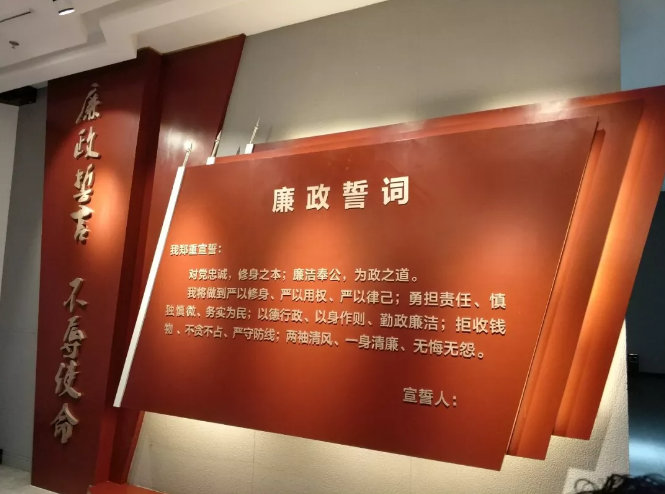 廉政誓言 不辱使命
廉政誓词
我郑重宣誓：
对党忠诚，修身之本；廉洁奉公，为政之道。
我将做到严以修身、严以用权、严以律己；勇担责任、慎
独慎微、务实为民；以德行政、以身作则、勤政廉洁；拒收钱
物、不贪不占、严守防线；两袖清风、一身清廉、无悔无怨。
宣誓人：